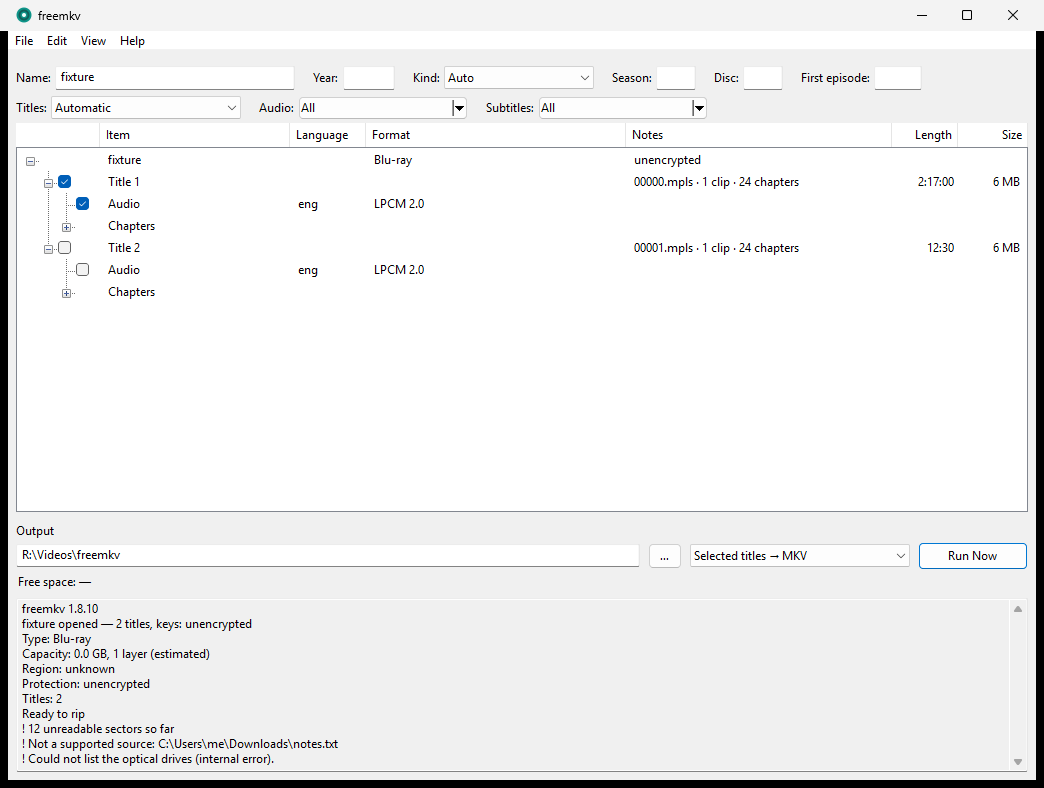 freemkv
File Edit View Help
Name: fixture Year: Kind: Auto Season: Disc: First episode:
Titles: Automatic Audio: All Subtitles: All
Item Language Format Notes Length Size
fixture Blu-ray unencrypted
Title 1 00000.mpls · 1 clip · 24 chapters 2:17:00 6 MB
Audio eng LPCM 2.0
Chapters
Title 2 00001.mpls · 1 clip · 24 chapters 12:30 6 MB
Audio eng LPCM 2.0
Chapters
Output
R:\Videos\freemkv ... Selected titles → MKV Run Now
Free space: —
freemkv 1.8.10
fixture opened — 2 titles, keys: unencrypted
Type: Blu-ray
Capacity: 0.0 GB, 1 layer (estimated)
Region: unknown
Protection: unencrypted
Titles: 2
Ready to rip
! 12 unreadable sectors so far
! Not a supported source: C:\Users\me\Downloads\notes.txt
! Could not list the optical drives (internal error).